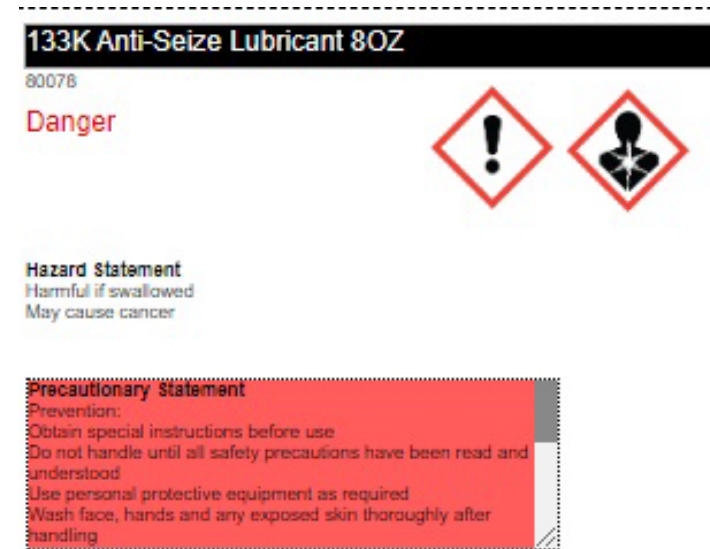 133K Anti-Seize Lubricant 8OZ
80078
Danger
Hazard Statement
Harmful if swallowed
May cause cancer
Precautionary Statement
Prevention:
Obtain special instructions before use
Do not handle until all safety precautions have been read and
understood
Use personal protective equipment as required
Wash face, hands and any exposed skin thoroughly after
handling